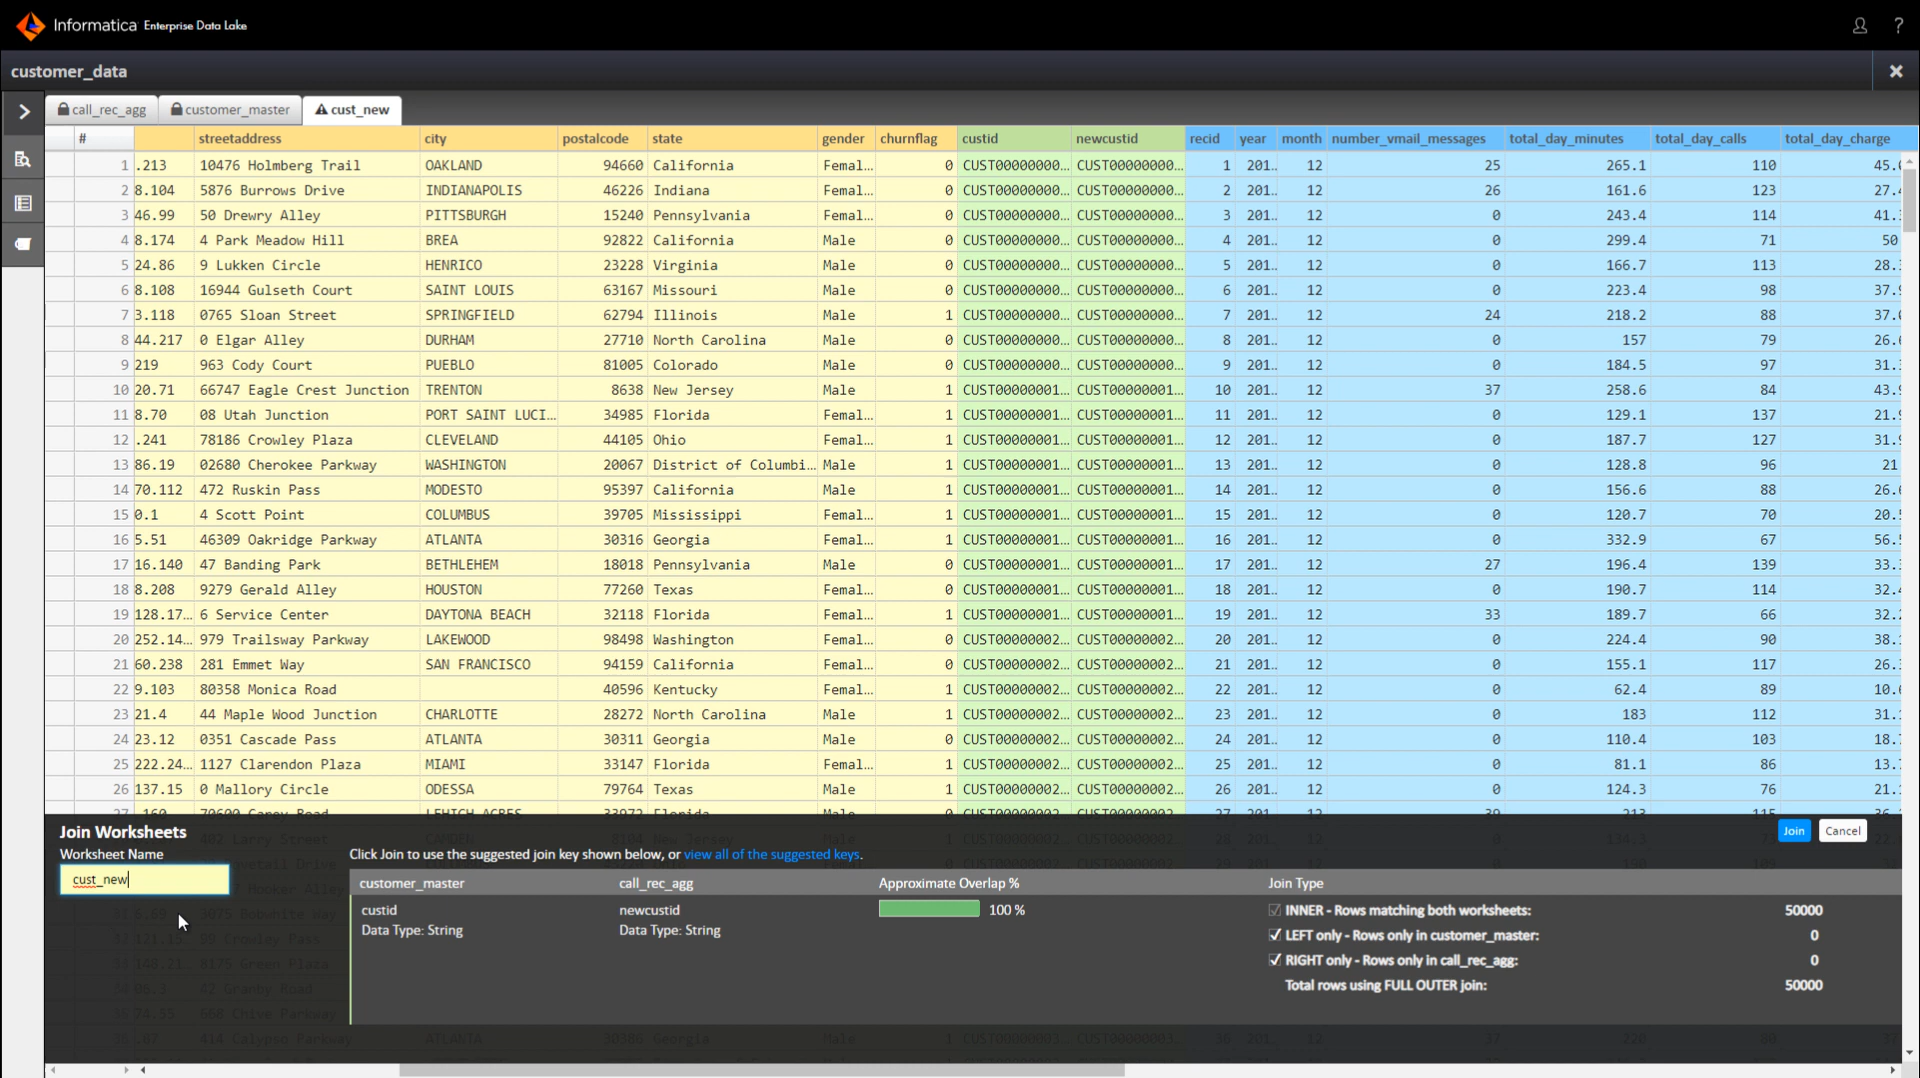 Informatica Enterprise Data Lake
?
customer_data
call_rec_agg customer_master cust_new
# streetaddress city postalcode state gender churnflag custid newcustid recid year month number_vmail_messages total_day_minutes total_day_calls total_day_charge
1 .213 10476 Holmberg Trail OAKLAND 94660 California Femal... 0 CUST00000000... CUST00000000... 1 201.. 12 25 265.1 110
2 8.104 5876 Burrows Drive INDIANAPOLIS 46226 Indiana Femal... 0 CUST00000000... CUST00000000... 2 201.. 12 26 161.6 123 27.
3 46.99 50 Drewry Alley PITTSBURGH 15240 Pennsylvania Femal... 0 CUST00000000... CUST00000000... 3 201.. 12 0 243.4 114 41.
4 8.174 4 Park Meadow Hill BREA 92822 California Male 0 CUST00000000... CUST00000000... 4 201.. 12 0 299.4 71 50
5 24.86 9 Lukken Circle HENRICO 23228 Virginia Male 0 CUST00000000... CUST00000000... 5 201.. 12 0 166.7 113 28.
6 8.108 16944 Gulseth Court SAINT LOUIS 63167 Missouri Male 0 CUST00000000... CUST00000000... 6 201.. 12 0 223.4 98 37.
7 3.118 0765 Sloan Street SPRINGFIELD 62794 Illinois Male 1 CUST00000000... CUST00000000... 7 201.. 12 24 218.2 88 37.
8 44.217 0 Elgar Alley DURHAM 27710 North Carolina Male 0 CUST00000000... CUST00000000... 8 201.. 12 0 157 79 26.
9 219 963 Cody Court PUEBLO 81005 Colorado Male 0 CUST00000000... CUST00000000... 9 201.. 12 0 184.5 97 31.
10 20.71 66747 Eagle Crest Junction TRENTON 8638 New Jersey Male 1 CUST00000001... CUST00000001... 10 201.. 12 37 258.6 84 43.
11 8.70 08 Utah Junction PORT SAINT LUCI... 34985 Florida Femal... 1 CUST00000001... CUST00000001... 11 201.. 12 0 129.1 137 21.
12 .241 78186 Crowley Plaza CLEVELAND 44105 Ohio Femal... 1 CUST00000001... CUST00000001... 12 201.. 12 0 187.7 127 31.
13 86.19 02680 Cherokee Parkway WASHINGTON 20067 District of Columbi... Male 1 CUST00000001... CUST00000001... 13 201.. 12 0 128.8 96 21
14 70.112 472 Ruskin Pass MODESTO 95397 California Male 1 CUST00000001... CUST00000001... 14 201.. 12 0 156.6 88 26.
15 0.1 4 Scott Point COLUMBUS 39705 Mississippi Femal... 1 CUST00000001... CUST00000001... 15 201.. 12 0 120.7 70 20.
16 5.51 46309 Oakridge Parkway ATLANTA 30316 Georgia Femal... 1 CUST00000001... CUST00000001... 16 201.. 12 0 332.9 67 56.
17 16.140 47 Banding Park BETHLEHEM 18018 Pennsylvania Femal... 1 CUST00000001... CUST00000001... 17 201.. 12 27 196.4 139 33.
18 8.208 9279 Gerald Alley HOUSTON 77260 Texas Femal... 0 CUST00000001... CUST00000001... 18 201.. 12 0 190.7 114 32.
19 128.17... 6 Service Center DAYTONA BEACH 32118 Florida Femal... 1 CUST00000001... CUST00000001... 19 201.. 12 33 189.7 66 32.
20 252.14... 979 Trailsway Parkway LAKEWOOD 98498 Washington Femal... 0 CUST00000002... CUST00000002... 20 201.. 12 0 224.4 90 38.
21 60.238 281 Emmet Way SAN FRANCISCO 94159 California Femal... 0 CUST00000002... CUST00000002... 21 201.. 12 0 155.1 117 26.
22 9.103 80358 Monica Road 40596 Kentucky Femal... 1 CUST00000002... CUST00000002... 22 201.. 12 0 62.4 89 10.
23 21.4 44 Maple Wood Junction CHARLOTTE 28272 North Carolina Male 1 CUST00000002... CUST00000002... 23 201.. 12 0 183 112 31.
24 23.12 0351 Cascade Pass ATLANTA 30311 Georgia Male 0 CUST00000002... CUST00000002... 24 201.. 12 0 110.4 103 18.
25 222.24... 1127 Clarendon Plaza MIAMI 33147 Florida Femal... 1 CUST00000002... CUST00000002... 25 201.. 12 0 81.1 86 13.
26 137.15 0 Mallory Circle ODESSA 79764 Texas Male 1 CUST00000002... CUST00000002... 26 201.. 12 0 124.3 76 21.
Join Worksheets
Join Cancel
Worksheet Name
cust_new
Click Join to use the suggested join key shown below, or view all of the suggested keys.
customer_master call_rec_agg Approximate Overlap % Join Type
custid newcustid 100 % INNER - Rows matching both worksheets: 50000
Data Type: String Data Type: String
LEFT only - Rows only in customer_master: 0
RIGHT only - Rows only in call_rec_agg: 0
Total rows using FULL OUTER join: 50000